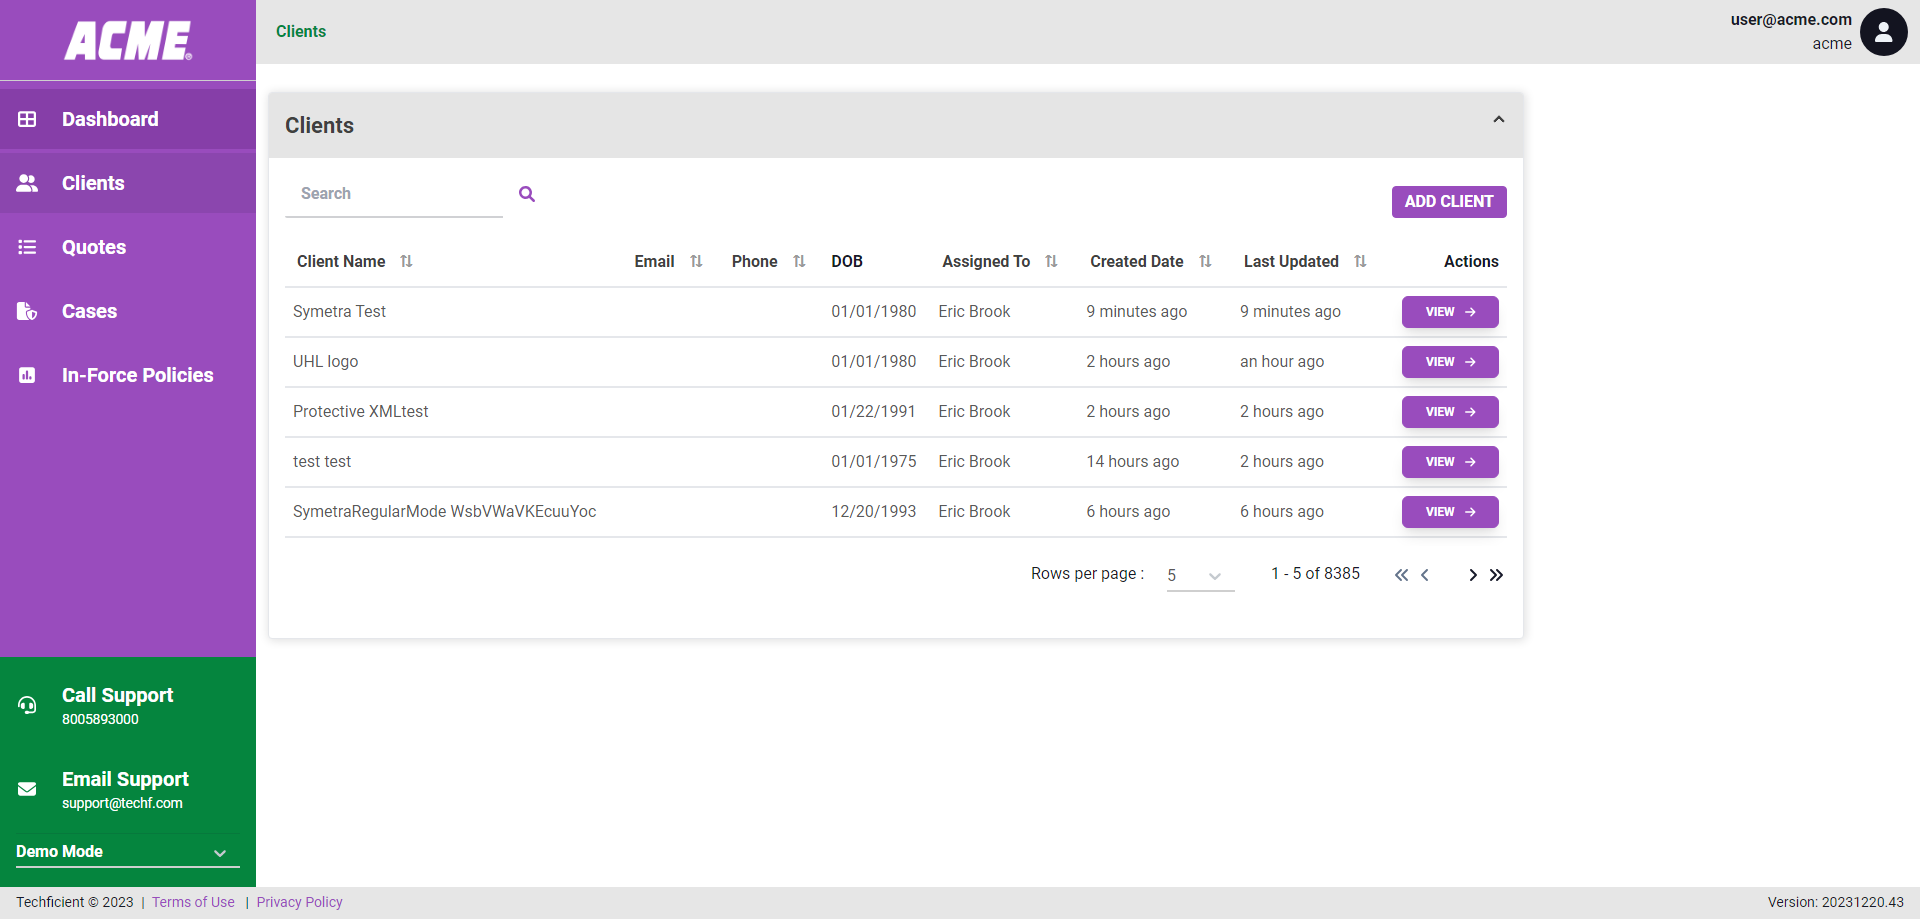 ACME®
Clients
user@acme.com
acme
Dashboard
Clients
Quotes
Cases
In-Force Policies
Clients
Search
ADD CLIENT
Client Name Email Phone DOB Assigned To Created Date Last Updated Actions
Symetra Test 01/01/1980 Eric Brook 9 minutes ago 9 minutes ago VIEW
UHL logo 01/01/1980 Eric Brook 2 hours ago an hour ago VIEW
Protective XMLtest 01/22/1991 Eric Brook 2 hours ago 2 hours ago VIEW
test test 01/01/1975 Eric Brook 14 hours ago 2 hours ago VIEW
SymetraRegularMode WsbVWaVKEcuuYoc 12/20/1993 Eric Brook 6 hours ago 6 hours ago VIEW
Rows per page : 5 1 - 5 of 8385
Call Support
8005893000
Email Support
support@techf.com
Demo Mode
Techficient © 2023 | Terms of Use | Privacy Policy
Version: 20231220.43